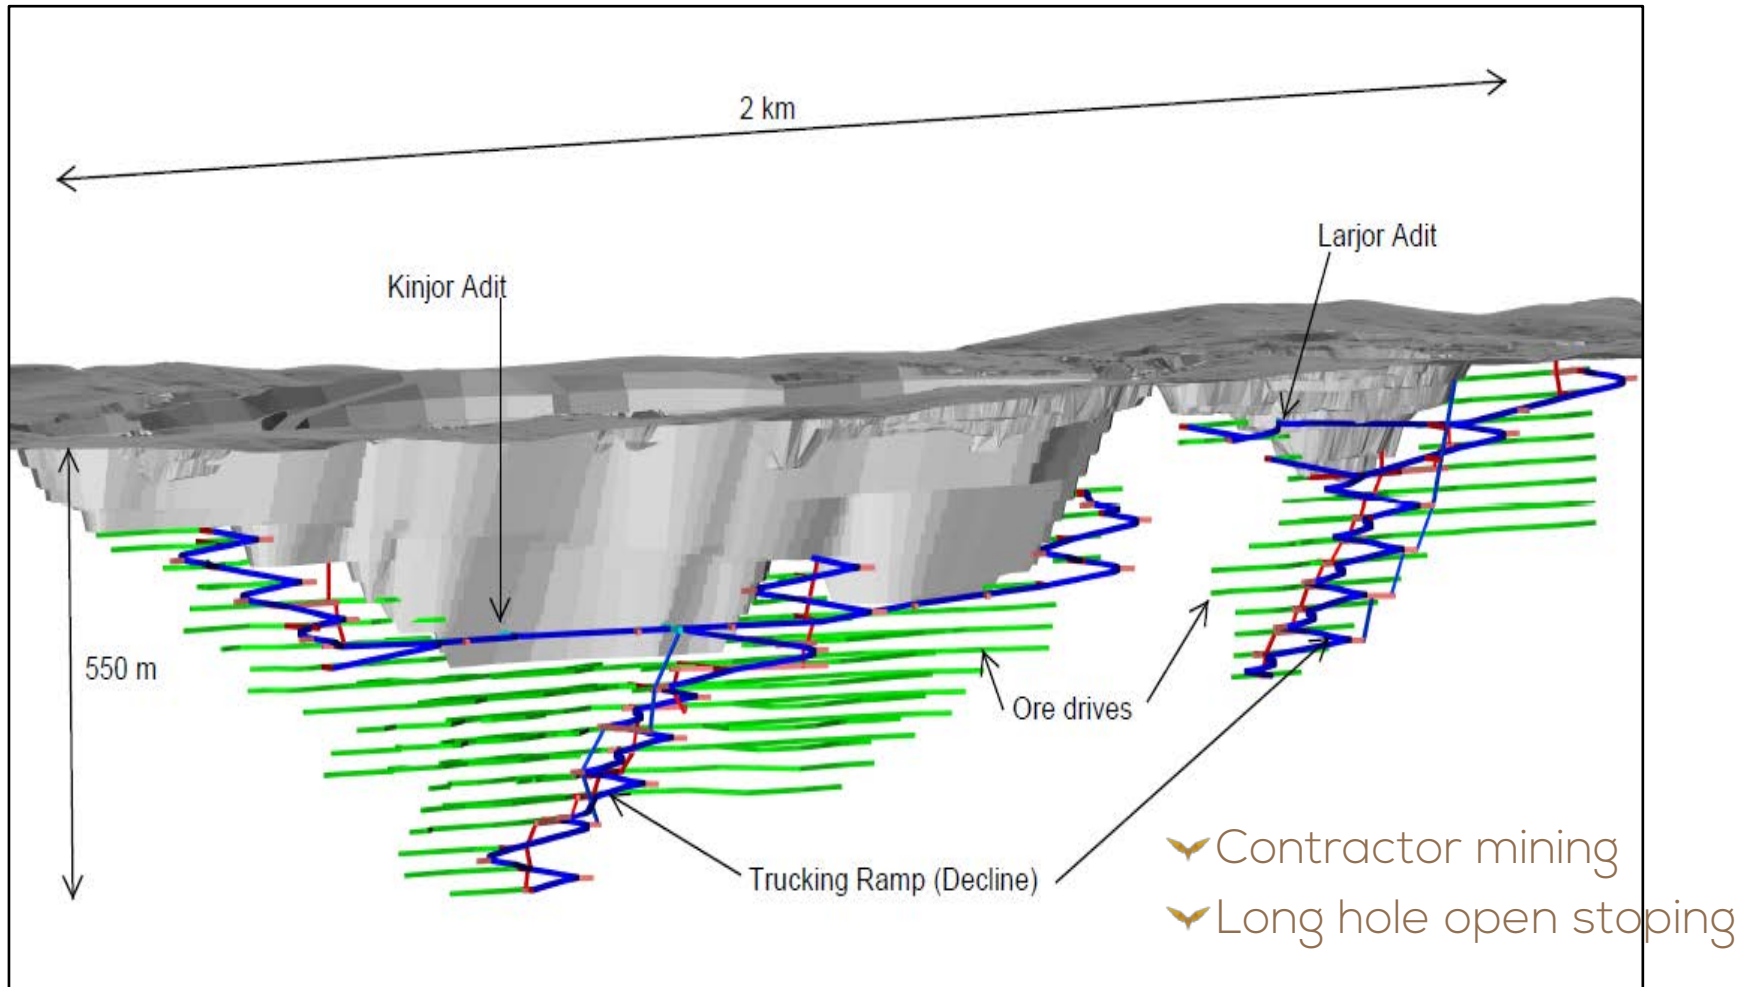 2 km
Larjor Adit
Kinjor Adit
550 m
Ore drives
Trucking Ramp (Decline)
Contractor mining
Long hole open stoping